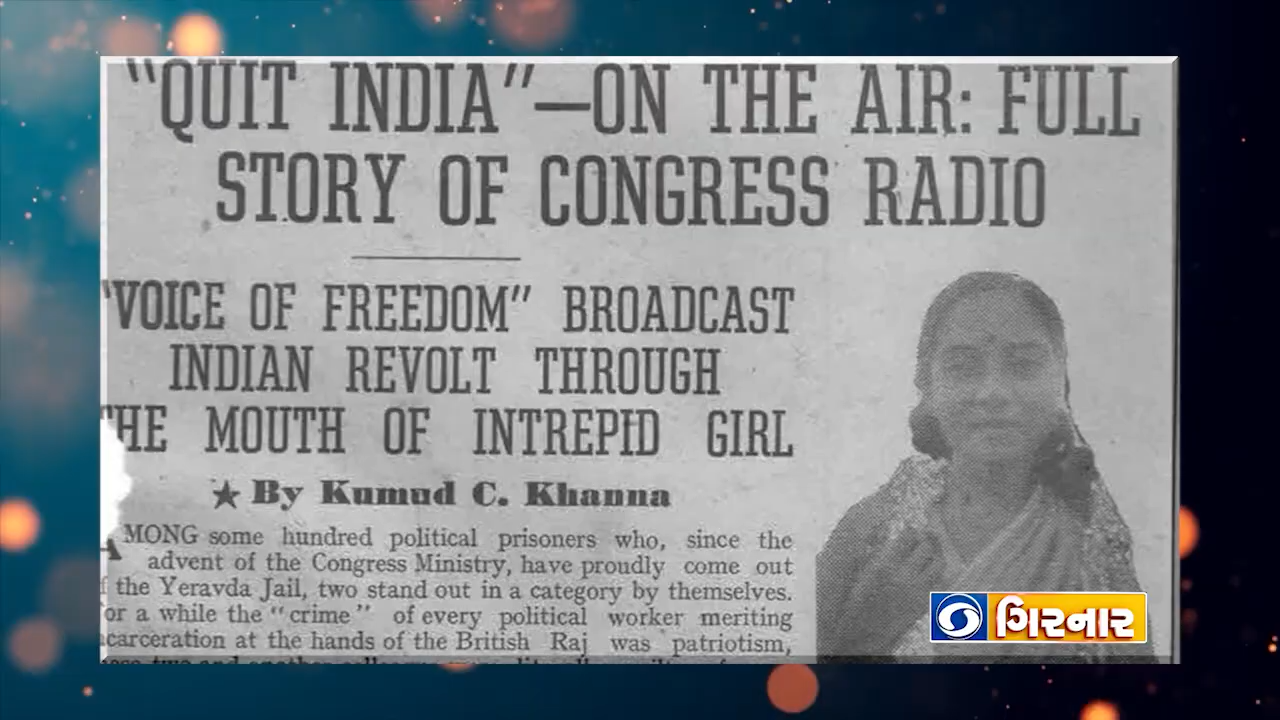 "QUIT INDIA"—ON THE AIR: FULL
STORY OF CONGRESS RADIO
"VOICE OF FREEDOM" BROADCAST
INDIAN REVOLT THROUGH
THE MOUTH OF INTREPID GIRL
★ By Kumud C. Khanna
AMONG some hundred political prisoners who, since the
advent of the Congress Ministry, have proudly come out
the Yeravda Jail, two stand out in a category by themselves.
or a while the "crime" of every political worker meriting
carceration at the hands of the British Raj was patriotism,
ગિરનાર